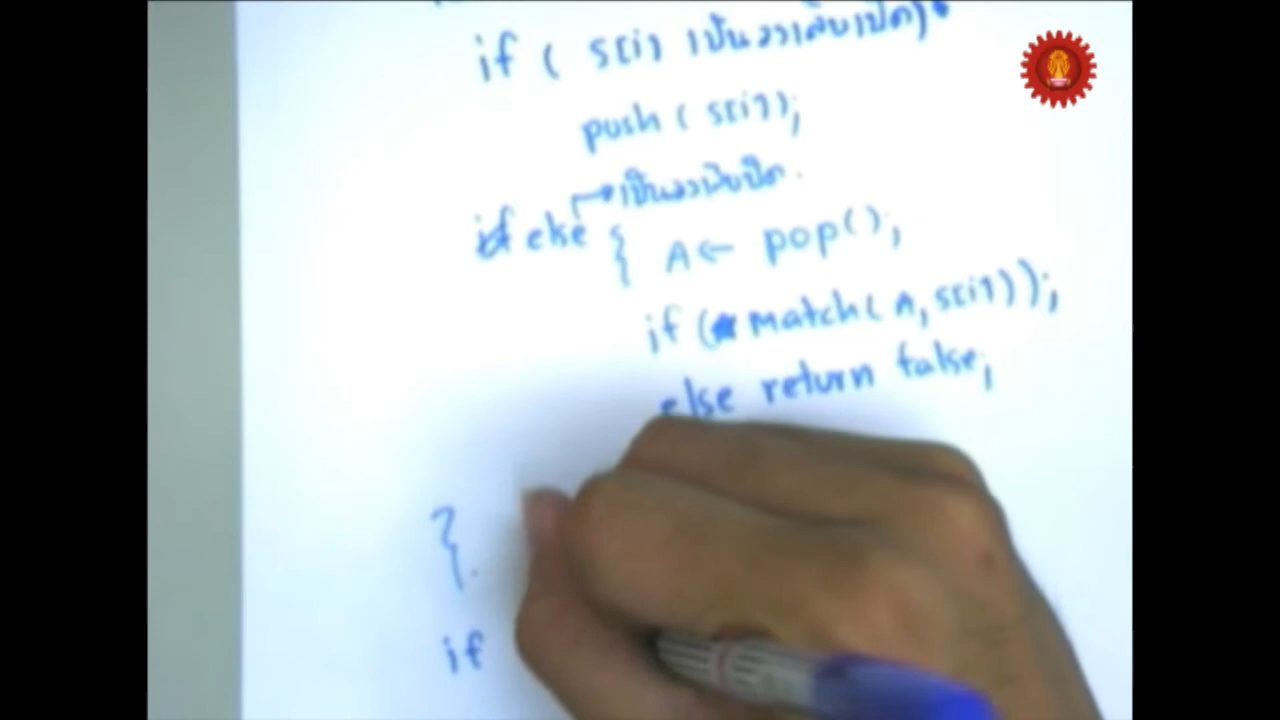 if ( s[i] เป็นวงเล็บเปิด)
push ( s[i]);
เป็นวงเล็บปิด.
else { A ← pop();
if ( Match( A, s[i]));
else return false;
}.
if